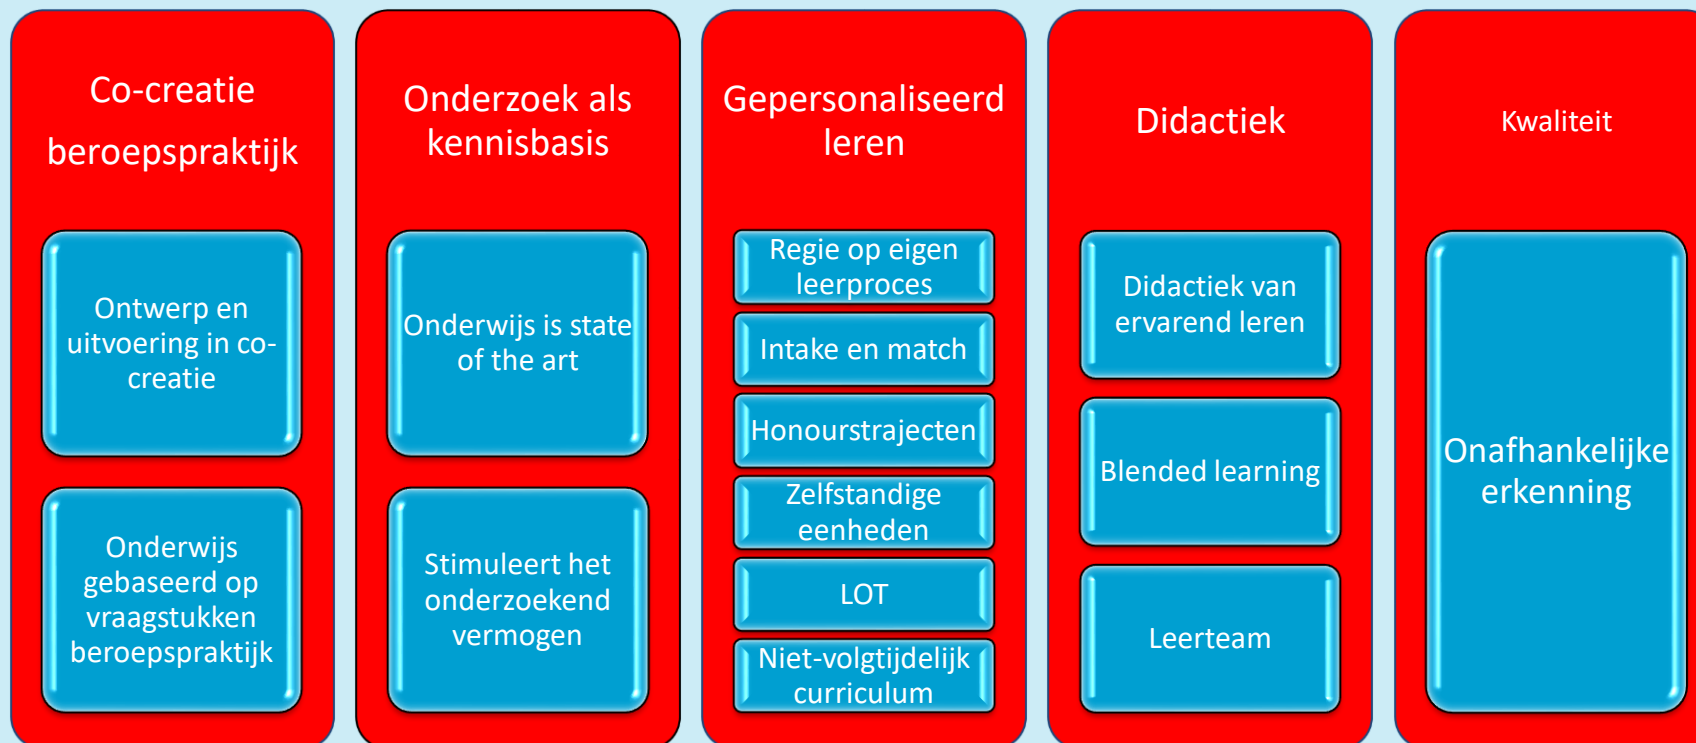 Co-creatie
beroepspraktijk
Ontwerp en
uitvoering in co-
creatie
Onderwijs
gebaseerd op
vraagstukken
beroepspraktijk
Onderzoek als
kennisbasis
Onderwijs is state
of the art
Stimuleert het
onderzoekend
vermogen
Gepersonaliseerd
leren
Regie op eigen
leerproces
Intake en match
Honourstrajecten
Zelfstandige
eenheden
LOT
Niet-volgtijdelijk
curriculum
Didactiek
Didactiek van
ervarend leren
Blended learning
Leerteam
Kwaliteit
Onafhankelijke
erkenning